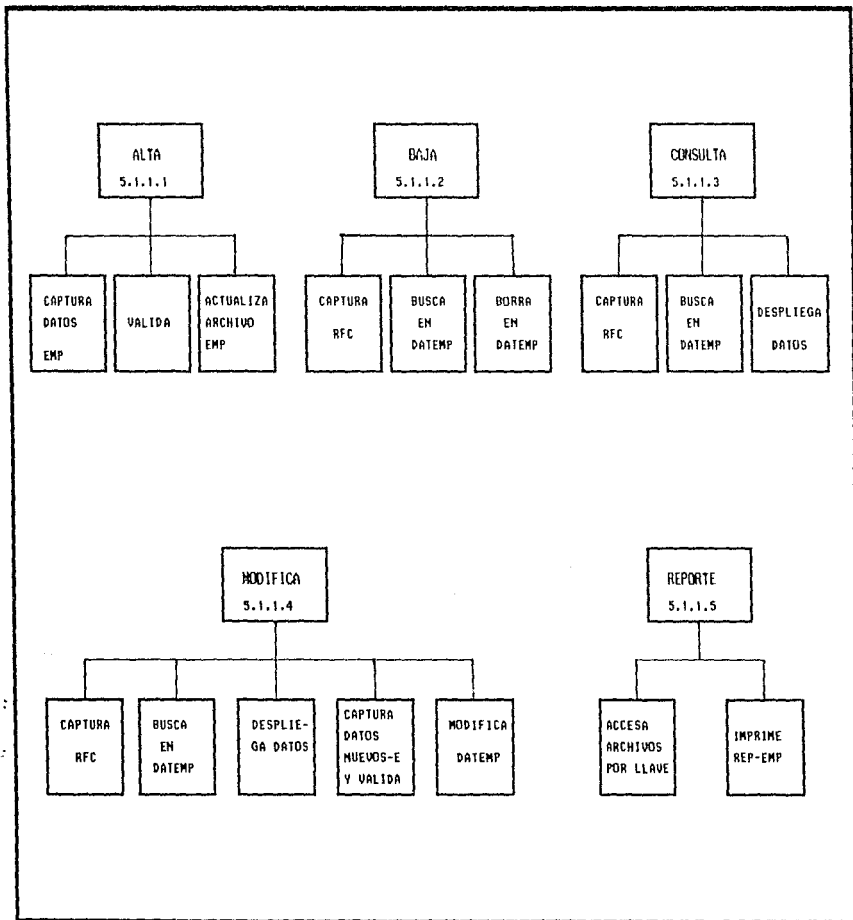 ALTA
5.1.1.1
BAJA
5.1.1.2
CONSULTA
5.1.1.3
CAPTURA
DATOS
EMP
VALIDA
ACTUALIZA
ARCHIVO
EMP
CAPTURA
RFC
BUSCA
EN
DATEMP
BORRA
EN
DATEMP
CAPTURA
RFC
BUSCA
EN
DATEMP
DESPLIEGA
DATOS
MODIFICA
5.1.1.4
REPORTE
5.1.1.5
CAPTURA
RFC
BUSCA
EN
DATEMP
DESPLIE-
GA DATOS
CAPTURA
DATOS
NUEVOS-E
Y VALIDA
MODIFICA
DATEMP
ACCESA
ARCHIVOS
POR LLAVE
IMPRIME
REP-EMP